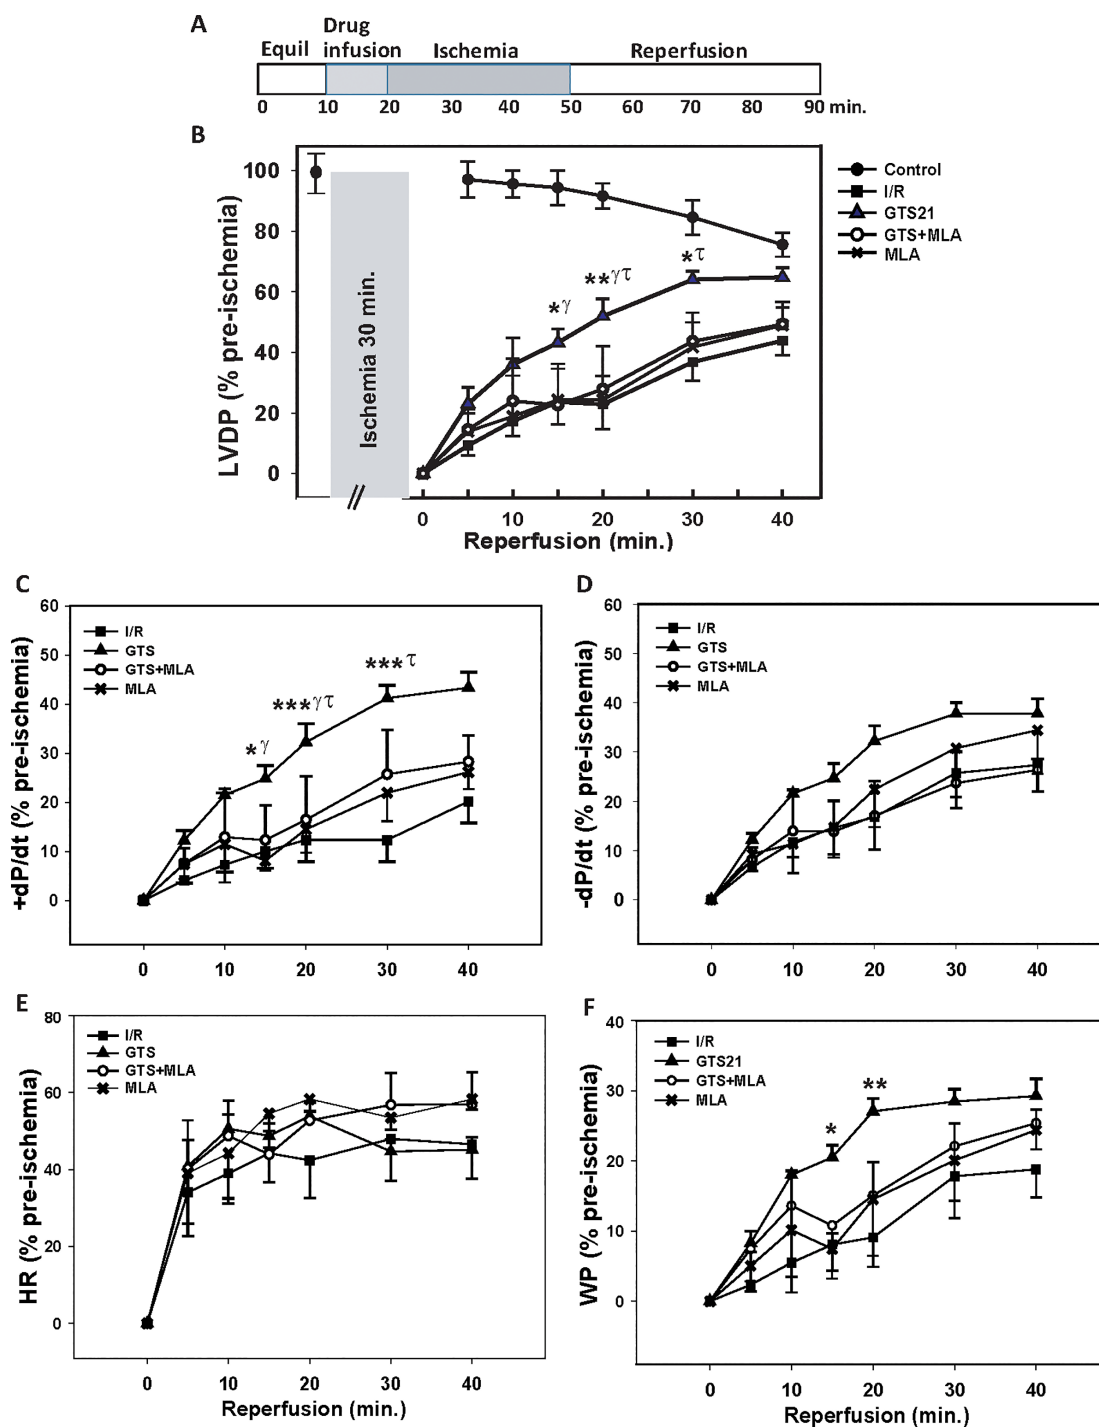 A
Equil
Drug
infusion
Ischemia
Reperfusion
0 10 20 30 40 50 60 70 80 90 min.
B
LVDP (% pre-ischemia)
100
80
60
40
20
0
Ischemia 30 min.
//
*γ
**γτ
*τ
Control
I/R
GTS21
GTS+MLA
MLA
0 10 20 30 40
Reperfusion (min.)
C
+dP/dt (% pre-ischemia)
60
50
40
30
20
10
0
I/R
GTS
GTS+MLA
MLA
*γ
***γτ
***τ
0 10 20 30 40
D
-dP/dt (% pre-ischemia)
60
50
40
30
20
10
0
I/R
GTS
GTS+MLA
MLA
0 10 20 30 40
E
HR (% pre-ischemia)
80
60
40
20
0
I/R
GTS
GTS+MLA
MLA
0 10 20 30 40
Reperfusion (min.)
F
WP (% pre-ischemia)
40
30
20
10
0
I/R
GTS21
GTS+MLA
MLA
*
**
0 10 20 30 40
Reperfusion (min.)